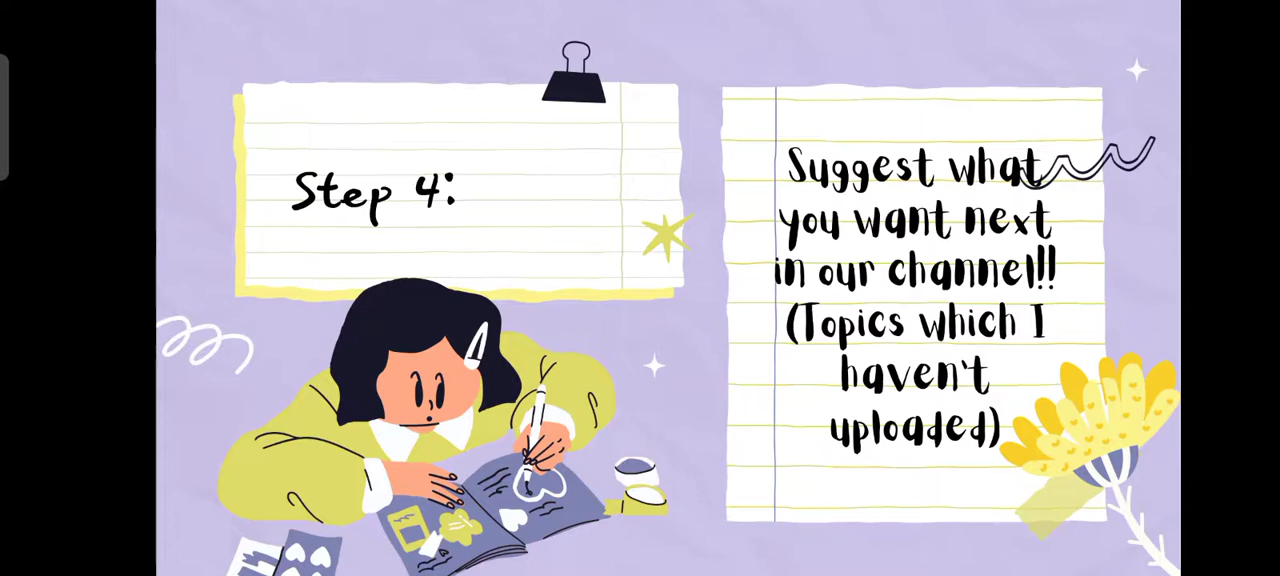 Step 4:
Suggest what
you want next
in our channel!!
(Topics which I
haven't
uploaded)